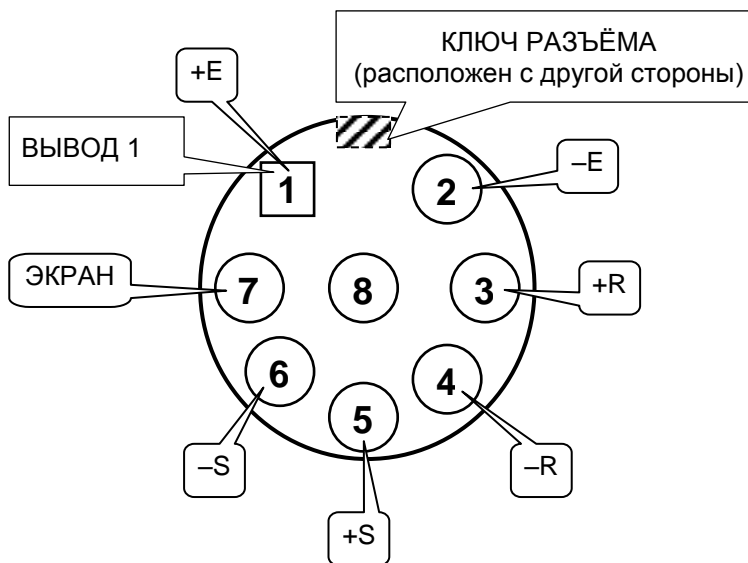 КЛЮЧ РАЗЪЁМА
(расположен с другой стороны)
+E
ВЫВОД 1
1
2
–E
ЭКРАН
7
8
3
+R
6
4
5
–S
–R
+S